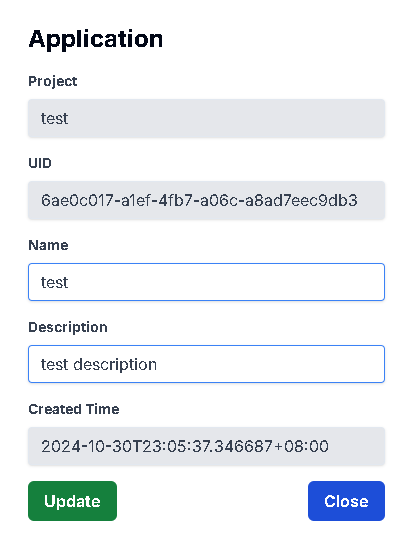 Application
Project
test
UID
6ae0c017-a1ef-4fb7-a06c-a8ad7eec9db3
Name
test
Description
test description
Created Time
2024-10-30T23:05:37.346687+08:00
Update
Close